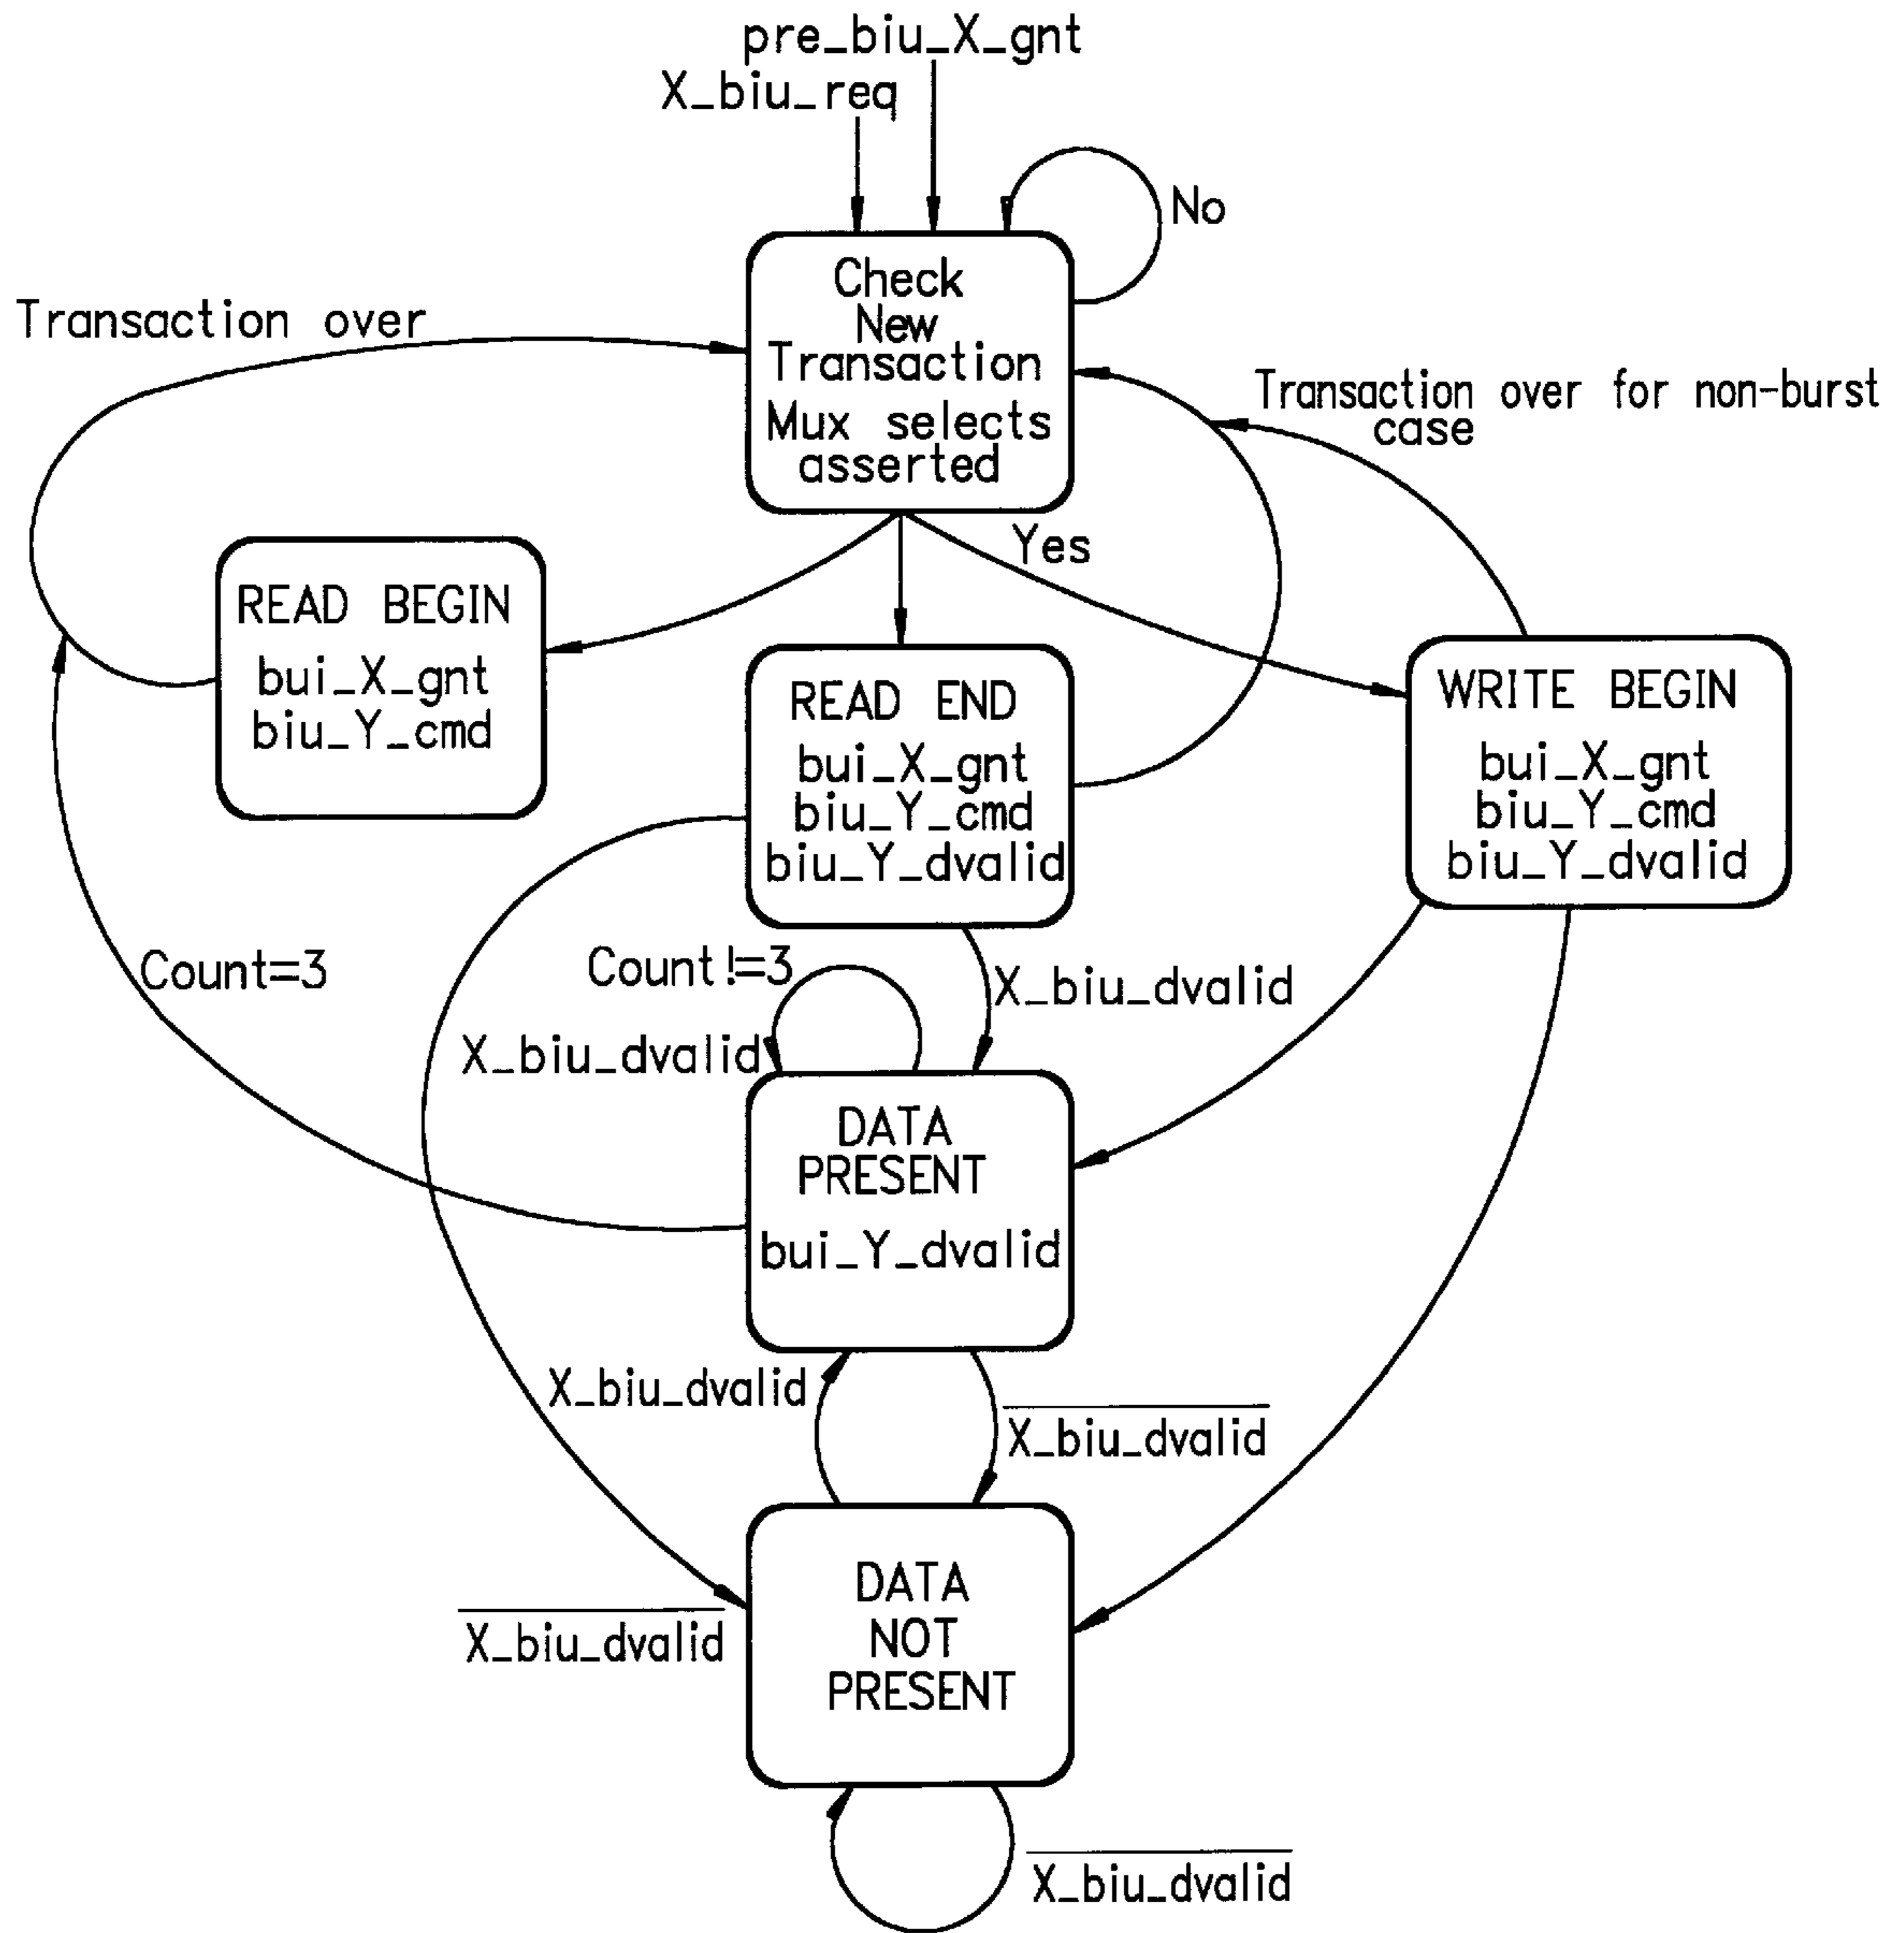 pre_biu_X_gnt
X_biu_req
No
Check
New
Transaction
Mux selects
asserted
Transaction over
Transaction over for non-burst
case
Yes
READ BEGIN
bui_X_gnt
biu_Y_cmd
READ END
bui_X_gnt
biu_Y_cmd
biu_Y_dvalid
WRITE BEGIN
bui_X_gnt
biu_Y_cmd
biu_Y_dvalid
Count=3
Count!=3
X_biu_dvalid
X_biu_dvalid
DATA
PRESENT
bui_Y_dvalid
X_biu_dvalid
X_biu_dvalid
DATA
NOT
PRESENT
X_biu_dvalid
X_biu_dvalid